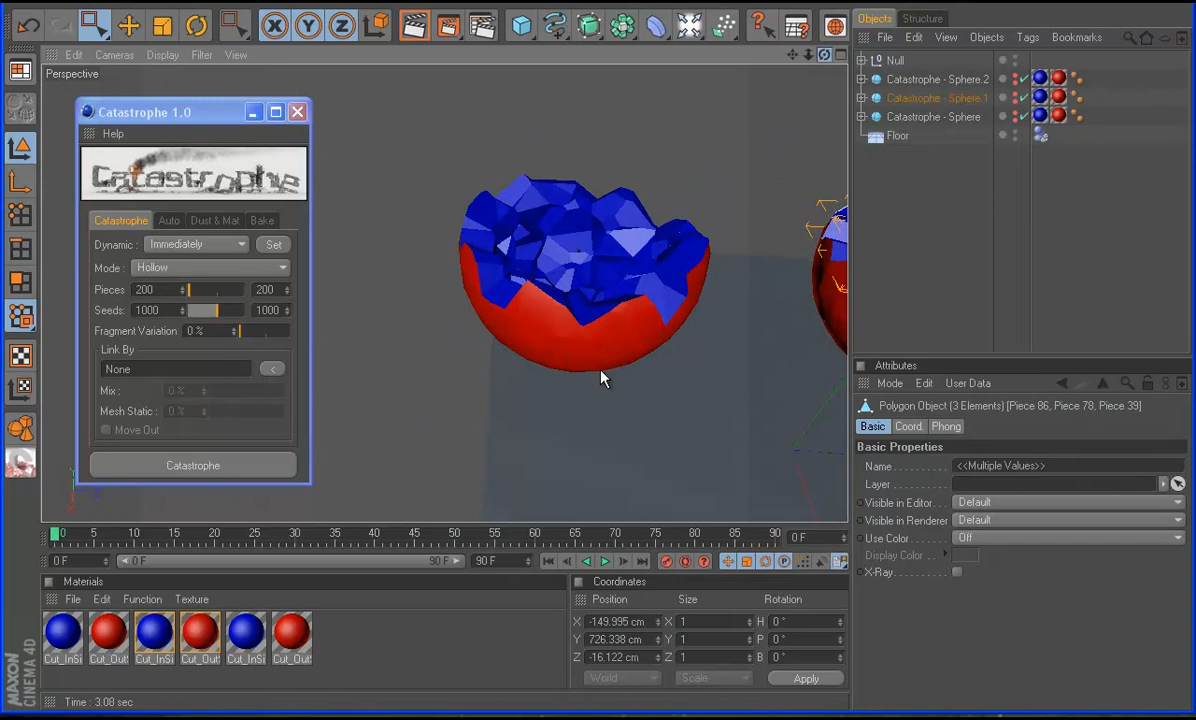 Edit Cameras Display Filter View
Perspective
Catastrophe 1.0
Help
Catastrophe
Catastrophe Auto Dust & Mat Bake
Dynamic: Immediately Set
Mode: Hollow
Pieces 200 200
Seeds: 1000 1000
Fragment Variation 0 %
Link By
None <
Mix: 0 %
Mesh Static: 0 %
Move Out
Catastrophe
X Y Z
Objects Structure
File Edit View Objects Tags Bookmarks
Null
Catastrophe - Sphere.2
Catastrophe - Sphere.1
Catastrophe - Sphere
Floor
Attributes
Mode Edit User Data
Polygon Object (3 Elements) [Piece 86, Piece 78, Piece 39]
Basic Coord. Phong
Basic Properties
Name <<Multiple Values>>
Layer
Visible in Editor Default
Visible in Renderer Default
Use Color Off
Display Color
X-Ray
0 5 10 15 20 25 30 35 40 45 50 55 60 65 70 75 80 85 90 0 F
0 F 0 F 90 F 90 F
Materials
File Edit Function Texture
Cut_InSi Cut_OutS Cut_InSi Cut_OutS Cut_InSi Cut_OutS
Coordinates
Position Size Rotation
X -149.995 cm X 1 H 0 °
Y 726.338 cm Y 1 P 0 °
Z -16.122 cm Z 1 B 0 °
World Scale Apply
MAXON CINEMA 4D
Time : 3.08 sec